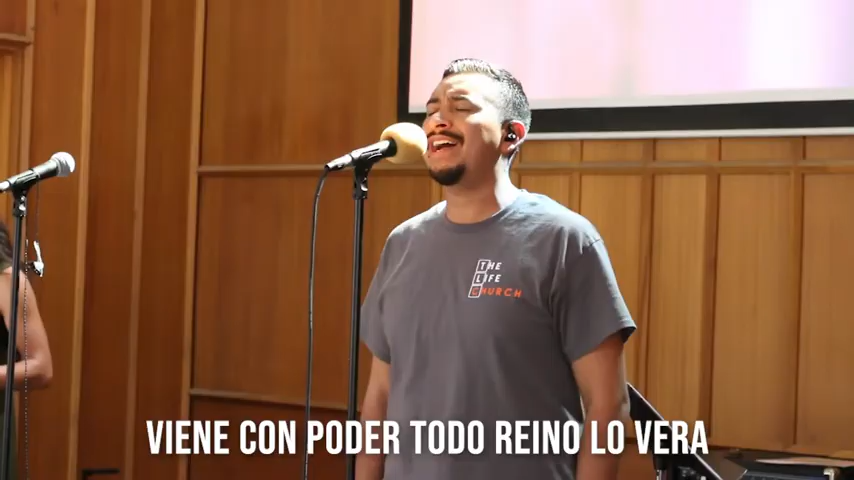 THE
LIFE
CHURCH
VIENE CON PODER TODO REINO LO VERA